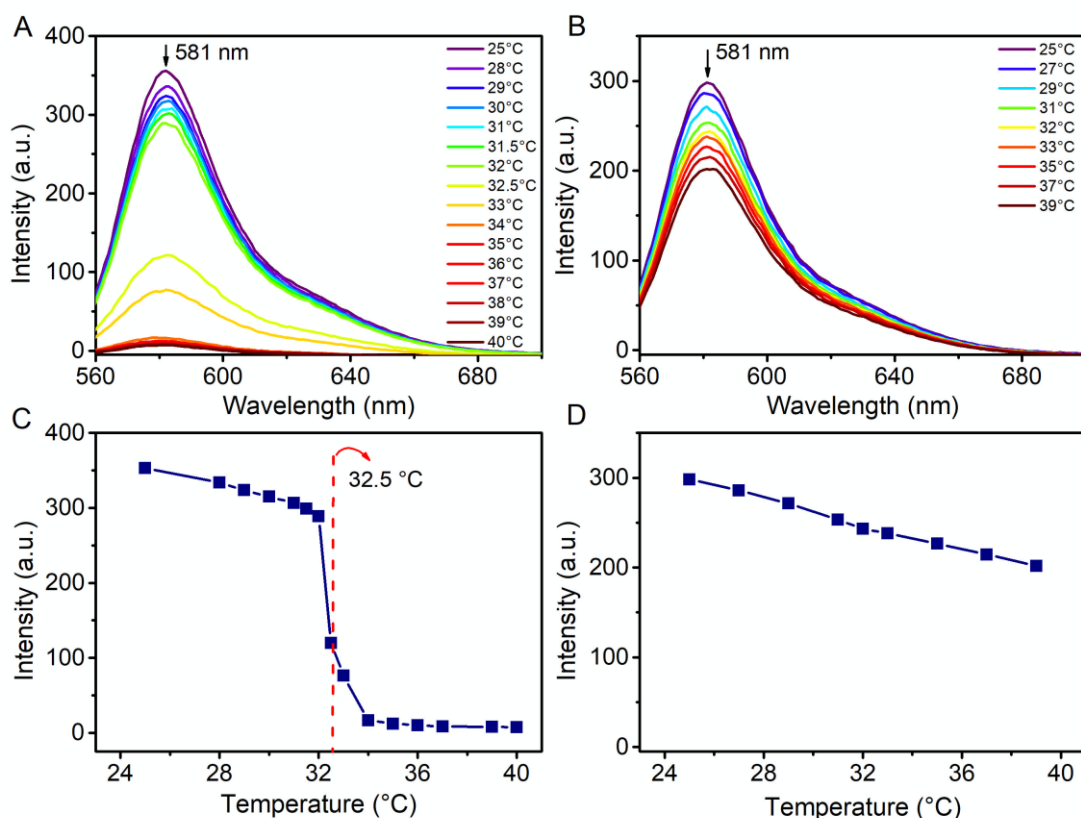 A
581 nm
400
300
200
100
0
Intensity (a.u.)
560
600
640
680
Wavelength (nm)
25°C
28°C
29°C
30°C
31°C
31.5°C
32°C
32.5°C
33°C
34°C
35°C
36°C
37°C
38°C
39°C
40°C
B
581 nm
300
200
100
0
Intensity (a.u.)
560
600
640
680
Wavelength (nm)
25°C
27°C
29°C
31°C
32°C
33°C
35°C
37°C
39°C
C
400
300
200
100
0
Intensity (a.u.)
32.5 °C
24
28
32
36
40
Temperature (°C)
D
300
200
100
0
Intensity (a.u.)
24
28
32
36
40
Temperature (°C)